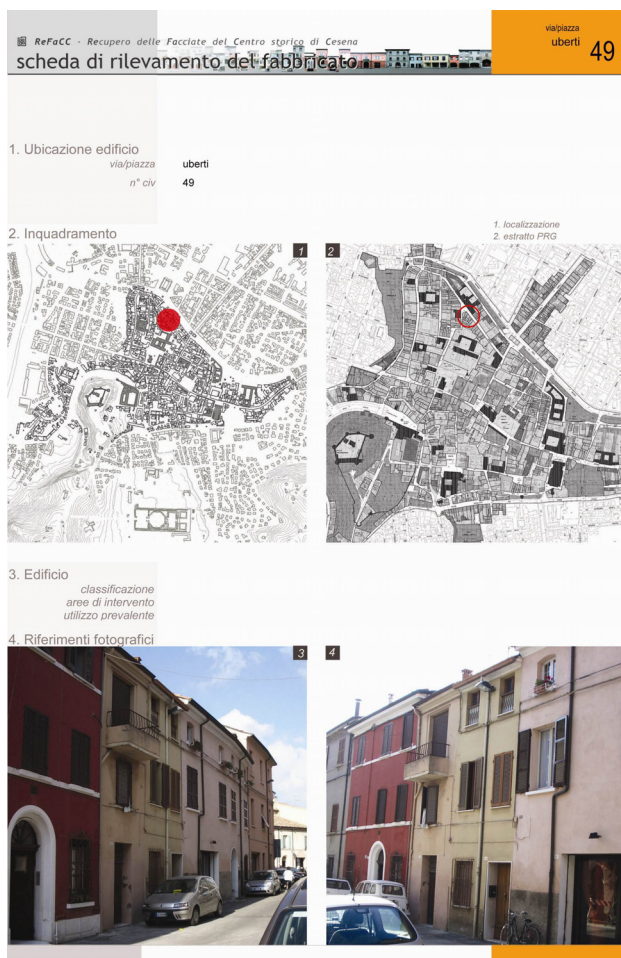 ReFaCC - Recupero delle Facciate del Centro storico di Cesena
scheda di rilevamento del fabbricato
via/piazza
uberti
49
1. Ubicazione edificio
via/piazza uberti
n° civ 49
2. Inquadramento
1. localizzazione
2. estratto PRG
1
2
3. Edificio
classificazione
aree di intervento
utilizzo prevalente
4. Riferimenti fotografici
3
4